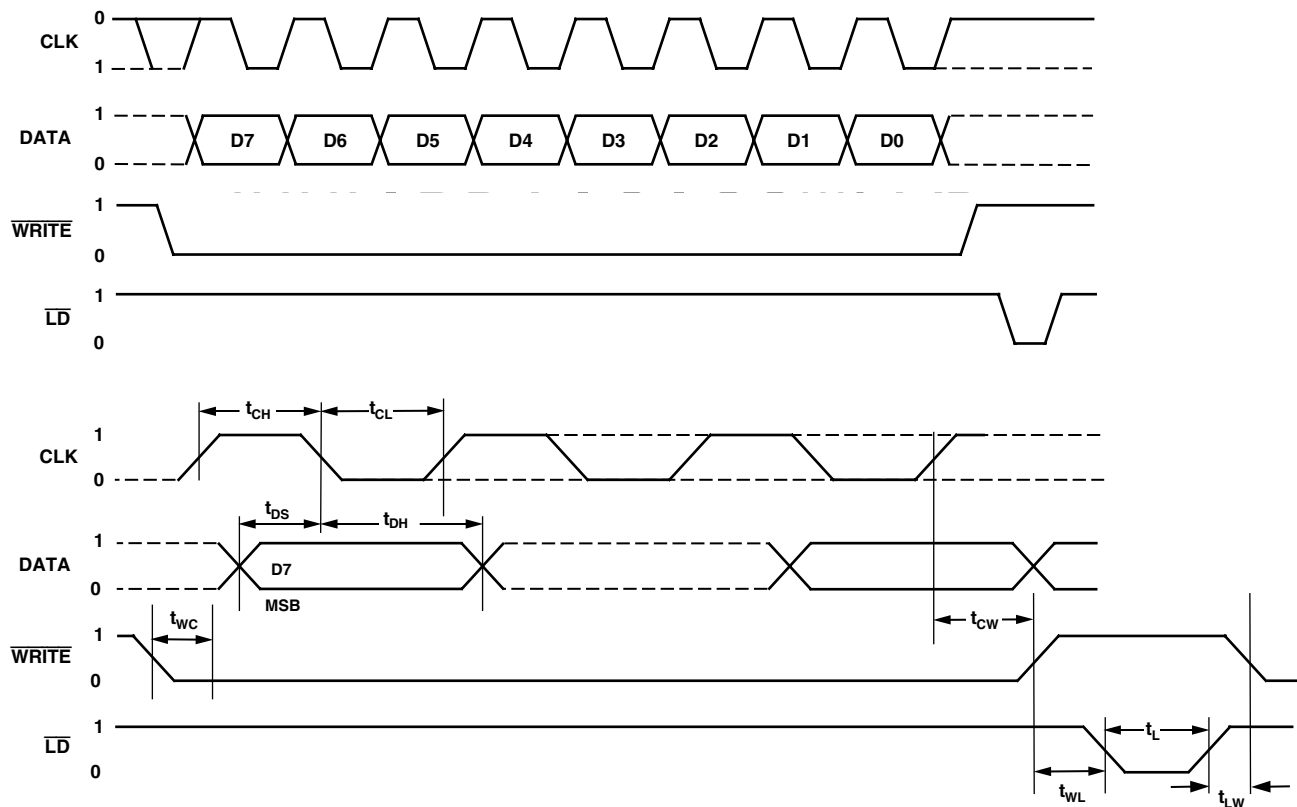 0
CLK
1
1
DATA D7 D6 D5 D4 D3 D2 D1 D0
0
1
WRITE
0
1
LD
0
tCH tCL
1
CLK
0
tDS tDH
1
DATA D7
0
MSB
tWC tCW
1
WRITE
0
1 tL
LD
0
tWL tLW